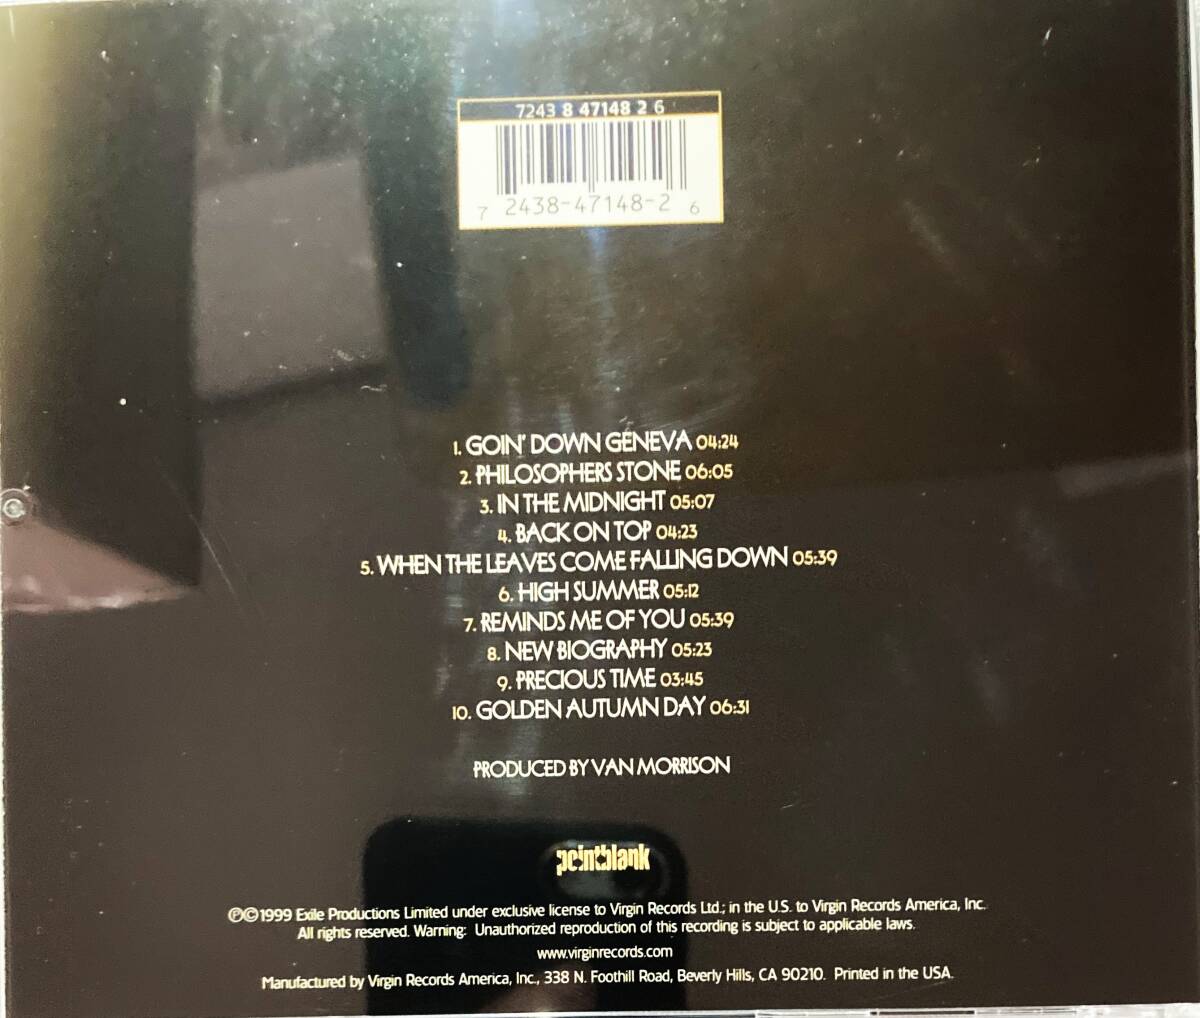 7243 8 47148 2 6
7 2438-47148-2 6
1. GOIN' DOWN GENEVA 04:24
2. PHILOSOPHERS STONE 06:05
3. IN THE MIDNIGHT 05:07
4. BACK ON TOP 04:23
5. WHEN THE LEAVES COME FALLING DOWN 05:39
6. HIGH SUMMER 05:12
7. REMINDS ME OF YOU 05:39
8. NEW BIOGRAPHY 05:23
9. PRECIOUS TIME 03:45
10. GOLDEN AUTUMN DAY 06:31
PRODUCED BY VAN MORRISON
pointblank
℗©1999 Exile Productions Limited under exclusive license to Virgin Records Ltd.; in the U.S. to Virgin Records America, Inc.
All rights reserved. Warning: Unauthorized reproduction of this recording is subject to applicable laws.
www.virginrecords.com
Manufactured by Virgin Records America, Inc., 338 N. Foothill Road, Beverly Hills, CA 90210. Printed in the USA.